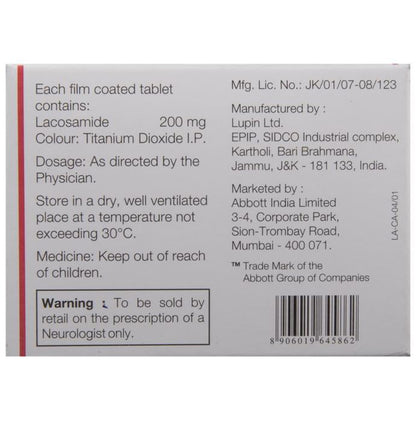 Each film coated tablet
contains:
Lacosamide 200 mg
Colour: Titanium Dioxide I.P.
Dosage: As directed by the
Physician.
Store in a dry, well ventilated
place at a temperature not
exceeding 30°C.
Medicine: Keep out of reach
of children.
Warning : To be sold by
retail on the prescription of a
Neurologist only.
Mfg. Lic. No.: JK/01/07-08/123
Manufactured by :
Lupin Ltd.
EPIP, SIDCO Industrial complex,
Kartholi, Bari Brahmana,
Jammu, J&K - 181 133, India.
Marketed by :
Abbott India Limited
3-4, Corporate Park,
Sion-Trombay Road,
Mumbai - 400 071.
™ Trade Mark of the
Abbott Group of Companies
8 906019 645862
LA-CA-04/01